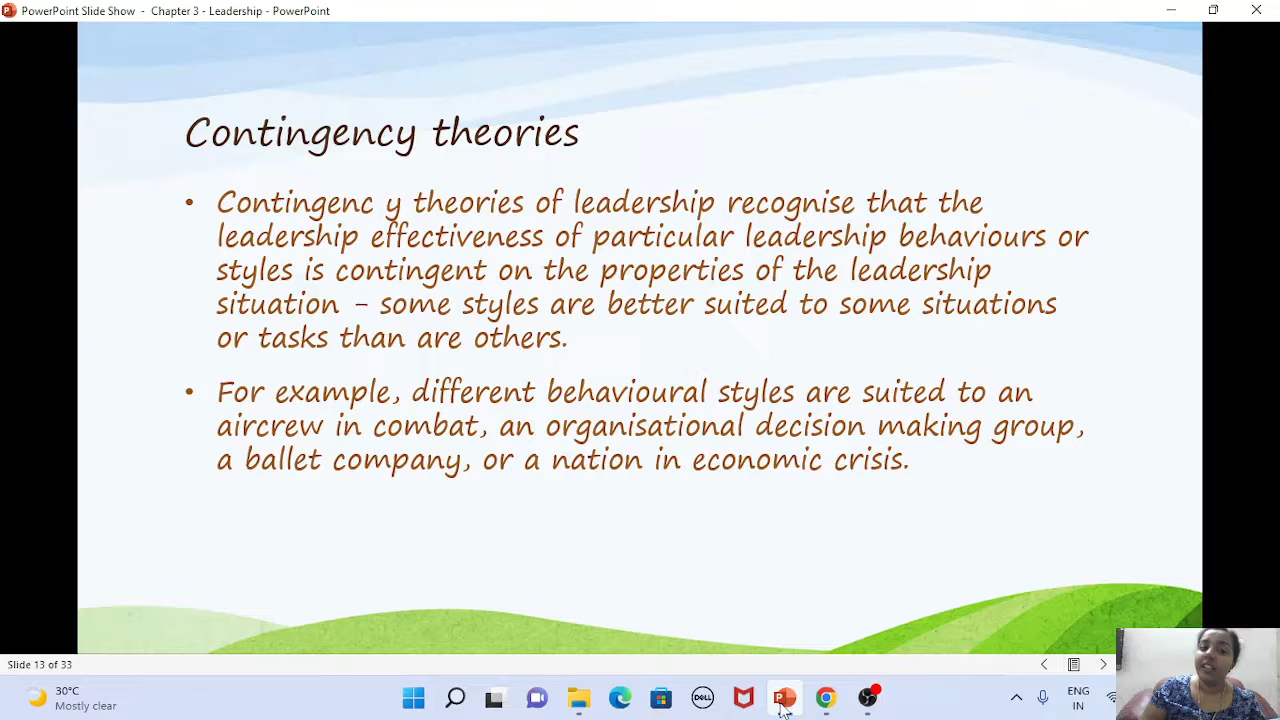 PowerPoint Slide Show - Chapter 3 - Leadership - PowerPoint
Contingency theories
• Contingenc y theories of leadership recognise that the
leadership effectiveness of particular leadership behaviours or
styles is contingent on the properties of the leadership
situation – some styles are better suited to some situations
or tasks than are others.
• For example, different behavioural styles are suited to an
aircrew in combat, an organisational decision making group,
a ballet company, or a nation in economic crisis.
Slide 13 of 33
30°C
Mostly clear
DELL
ENG
IN